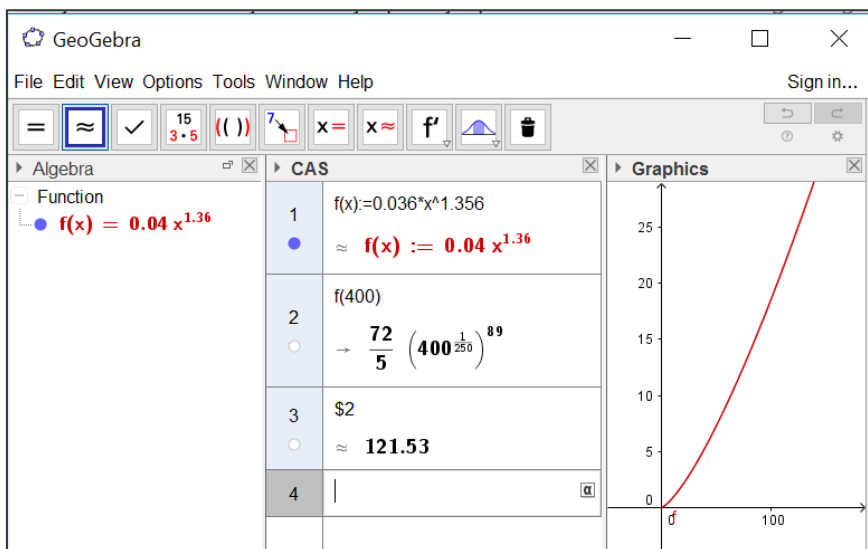 GeoGebra
File Edit View Options Tools Window Help
Sign in...
= ≈ ✓ 15 3·5 (( )) 7 x= x≈ f′
Algebra
Function
f(x) = 0.04 x^1.36
CAS
1
f(x):=0.036*x^1.356
≈ f(x) := 0.04 x^1.36
2
f(400)
→ 72/5 (400^(1/250))^89
3
$2
≈ 121.53
4
α
Graphics
25
20
15
10
5
0
0
f
100